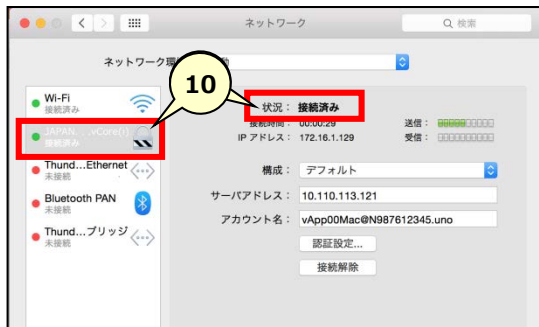 ネットワーク
検索
ネットワーク環
動
10
Wi-Fi
接続済み
JAPAN. . .vCore(i)
接続済み
Thund...Ethernet
未接続
Bluetooth PAN
未接続
Thund...ブリッジ
未接続
状況： 接続済み
接続時間： 00:00:29
送信：
IP アドレス： 172.16.1.129
受信：
構成： デフォルト
サーバアドレス： 10.110.113.121
アカウント名： vApp00Mac@N987612345.uno
認証設定...
接続解除